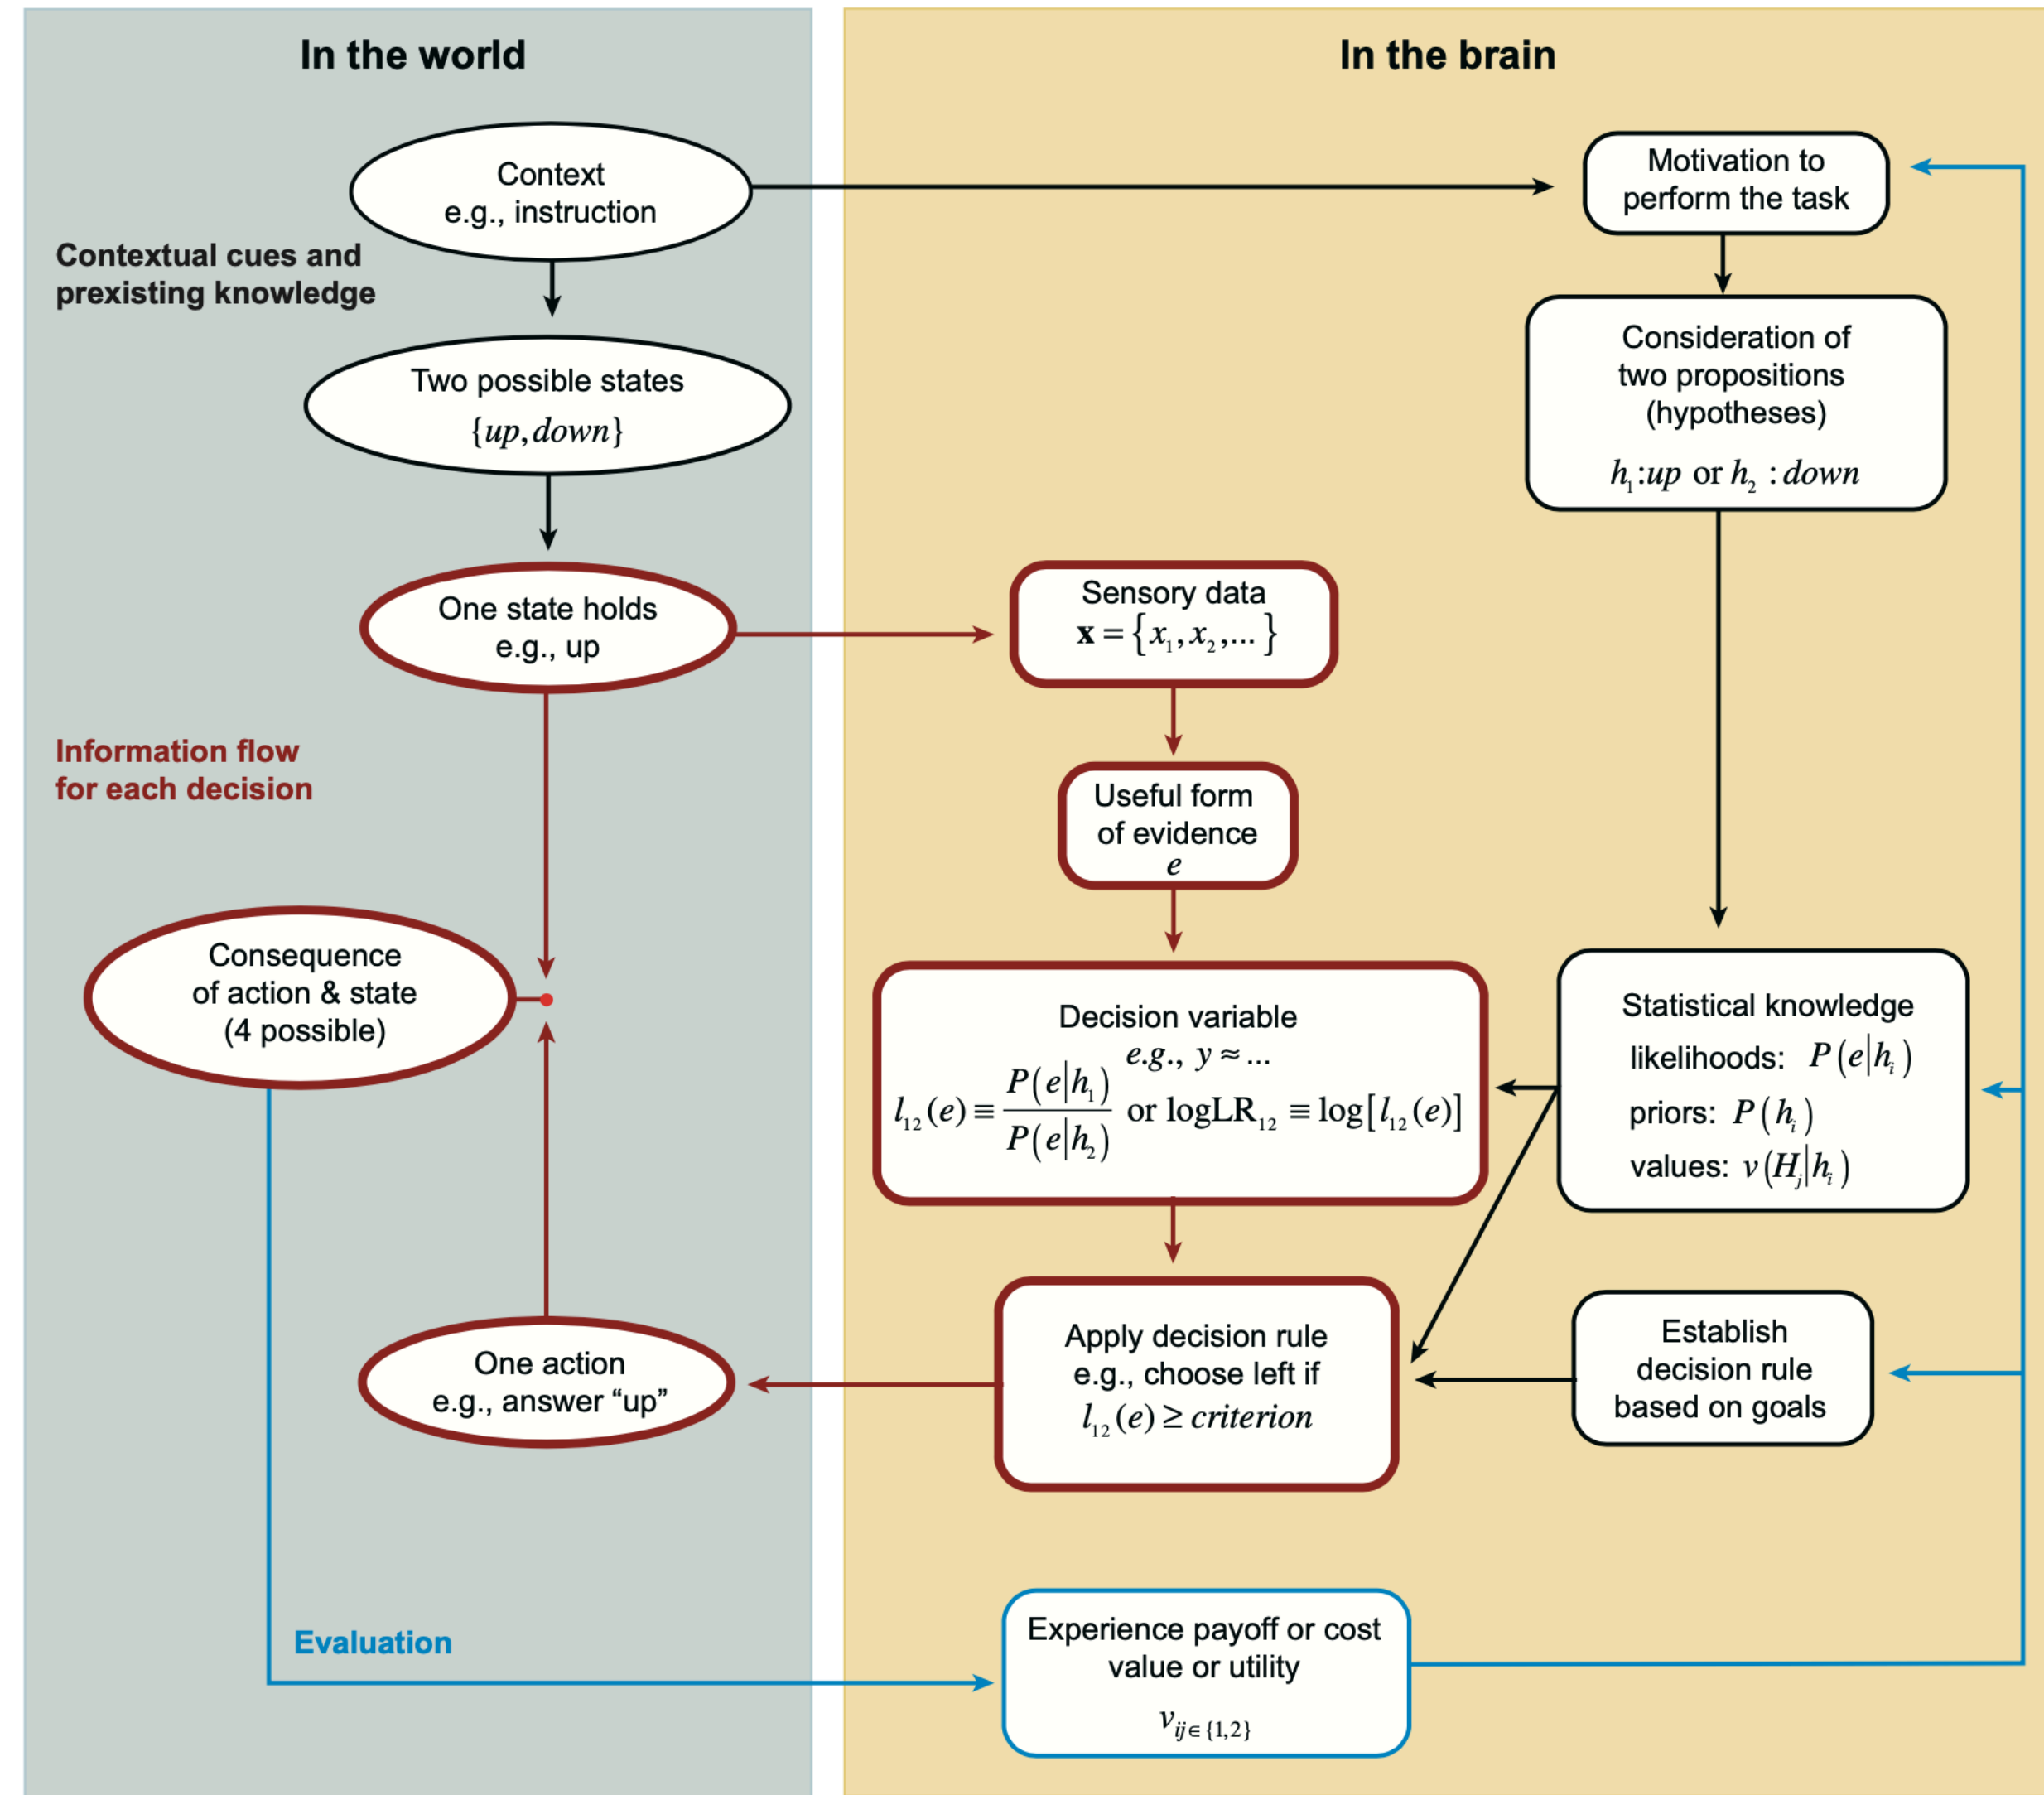 In the world
In the brain
Context
e.g., instruction
Motivation to
perform the task
Contextual cues and
prexisting knowledge
Two possible states
{up, down}
Consideration of
two propositions
(hypotheses)
h₁:up or h₂ : down
One state holds
e.g., up
Sensory data
x = {x₁, x₂,... }
Information flow
for each decision
Useful form
of evidence
e
Consequence
of action & state
(4 possible)
Decision variable
e.g., y ≈ ...
l₁₂(e) ≡ P(e|h₁) / P(e|h₂) or logLR₁₂ ≡ log[l₁₂(e)]
Statistical knowledge
likelihoods: P(e|hᵢ)
priors: P(hᵢ)
values: v(Hⱼ|hᵢ)
One action
e.g., answer “up”
Apply decision rule
e.g., choose left if
l₁₂(e) ≥ criterion
Establish
decision rule
based on goals
Evaluation
Experience payoff or cost
value or utility
v_{ij∈{1,2}}